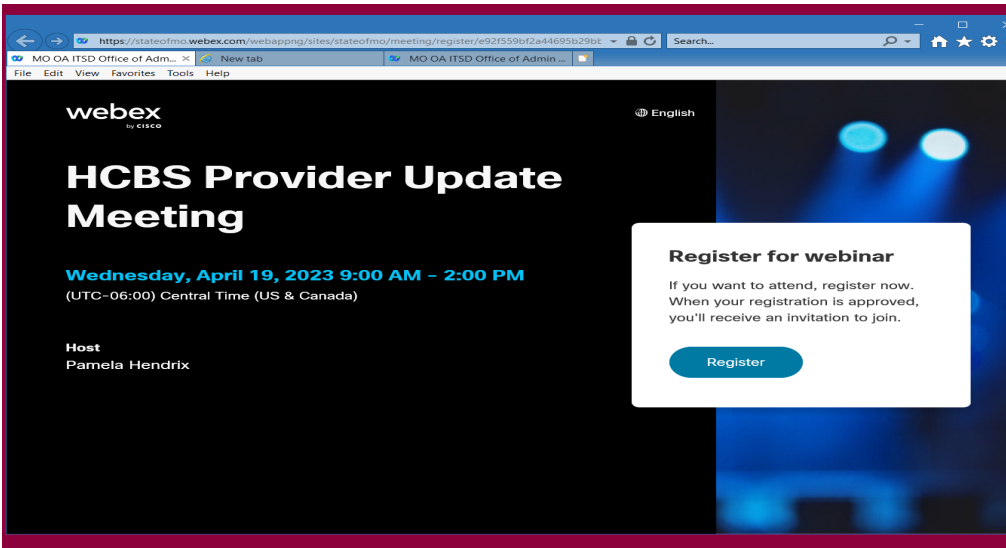 https://stateofmo.webex.com/webappng/sites/stateofmo/meeting/register/e92f559bf2a44695b29bb
Search...
MO OA ITSD Office of Adm...
New tab
MO OA ITSD Office of Admin ...
File Edit View Favorites Tools Help
webex
by CISCO
English
HCBS Provider Update
Meeting
Wednesday, April 19, 2023 9:00 AM - 2:00 PM
(UTC-06:00) Central Time (US & Canada)
Host
Pamela Hendrix
Register for webinar
If you want to attend, register now.
When your registration is approved,
you'll receive an invitation to join.
Register